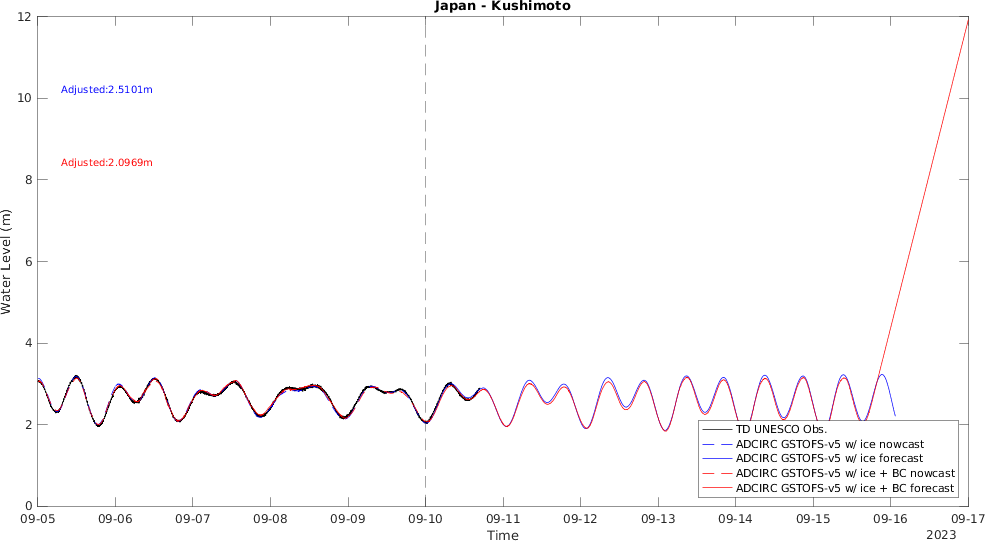 Japan - Kushimoto
12
10
8
6
4
2
0
Adjusted:2.5101m
Adjusted:2.0969m
Water Level (m)
TD UNESCO Obs.
ADCIRC GSTOFS-v5 w/ ice nowcast
ADCIRC GSTOFS-v5 w/ ice forecast
ADCIRC GSTOFS-v5 w/ ice + BC nowcast
ADCIRC GSTOFS-v5 w/ ice + BC forecast
09-05 09-06 09-07 09-08 09-09 09-10 09-11 09-12 09-13 09-14 09-15 09-16 09-17
Time
2023